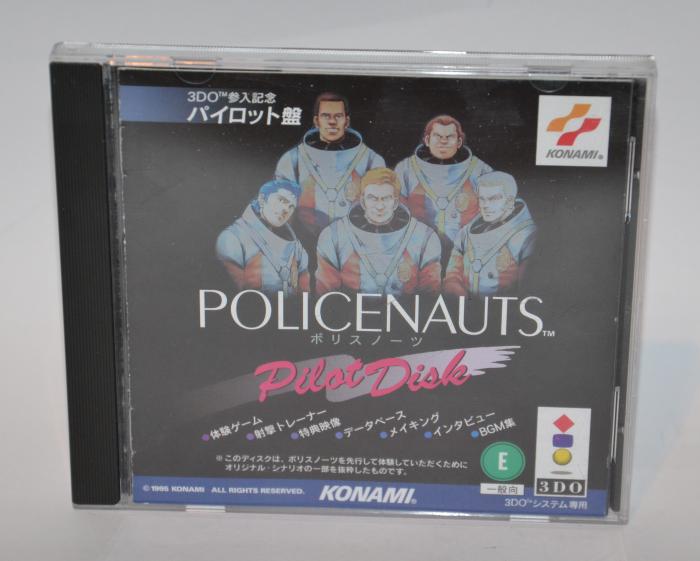 3DO™参入記念
パイロット盤
KONAMI®
POLICENAUTS™
ポリスノーツ
Pilot Disk
●体験ゲーム
●射撃トレーナー
●特典映像
●データベース
●メイキング
●インタビュー
●BGM集
※このディスクは、ポリスノーツを先行して体験していただくために
オリジナル・シナリオの一部を抜粋したものです。
E
一般向
3DO
©1995 KONAMI ALL RIGHTS RESERVED.
KONAMI®
3DO™システム専用